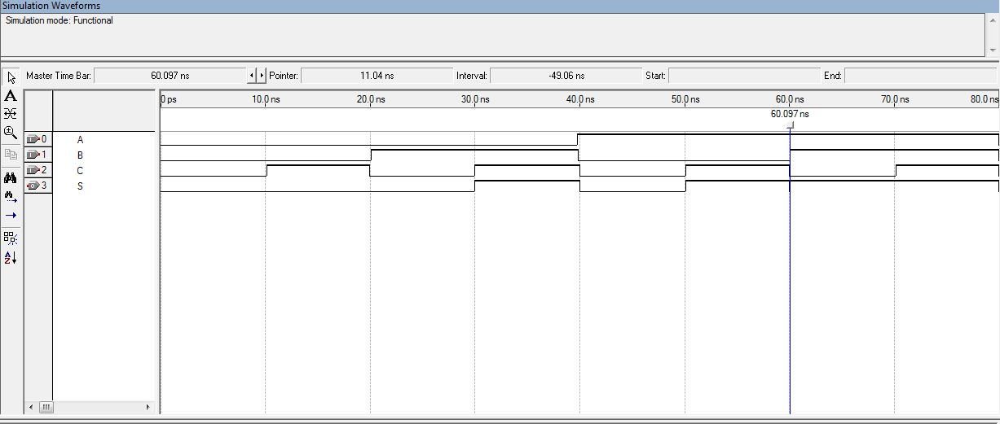 Simulation Waveforms
Simulation mode: Functional
Master Time Bar: 60.097 ns Pointer: 11.04 ns Interval: -49.06 ns Start: End:
0 ps 10.0 ns 20.0 ns 30.0 ns 40.0 ns 50.0 ns 60.0 ns 70.0 ns 80.0 ns
60.097 ns
0 A
1 B
2 C
3 S